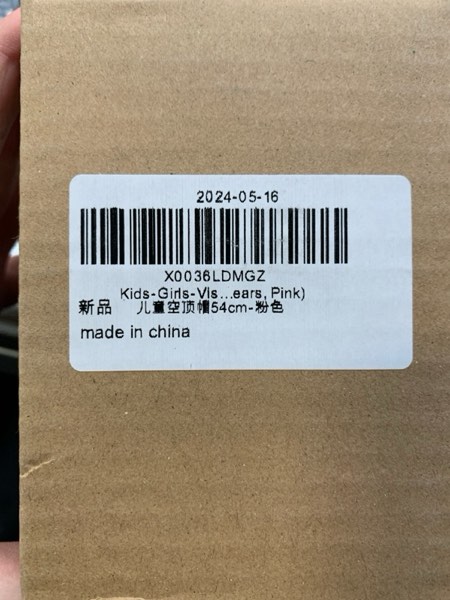 2024-05-16
X0036LDMGZ
Kids-Girls-Vis...ears, Pink)
新品 儿童空顶帽54cm-粉色
made in china